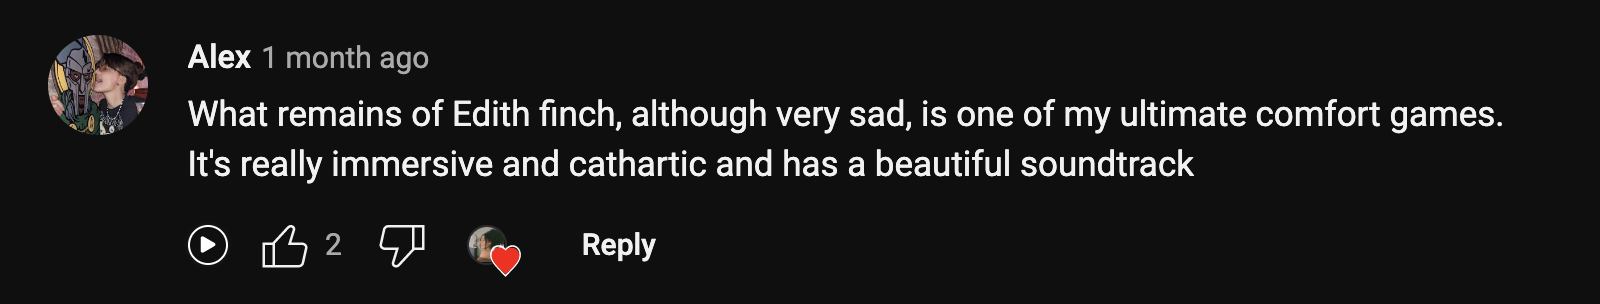 Alex 1 month ago
What remains of Edith finch, although very sad, is one of my ultimate comfort games.
It's really immersive and cathartic and has a beautiful soundtrack
2 Reply